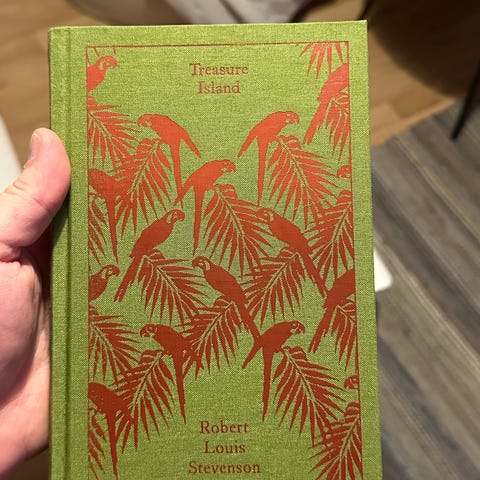 Treasure
Island
Robert
Louis
Stevenson